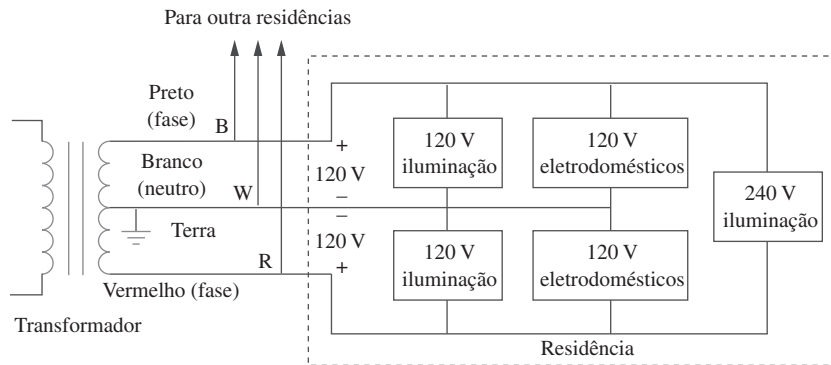 Para outra residências
Preto
(fase)
B
Branco
(neutro)
W
Terra
R
Vermelho (fase)
Transformador
+
120 V
–
–
120 V
+
120 V
iluminação
120 V
eletrodomésticos
240 V
iluminação
120 V
iluminação
120 V
eletrodomésticos
Residência